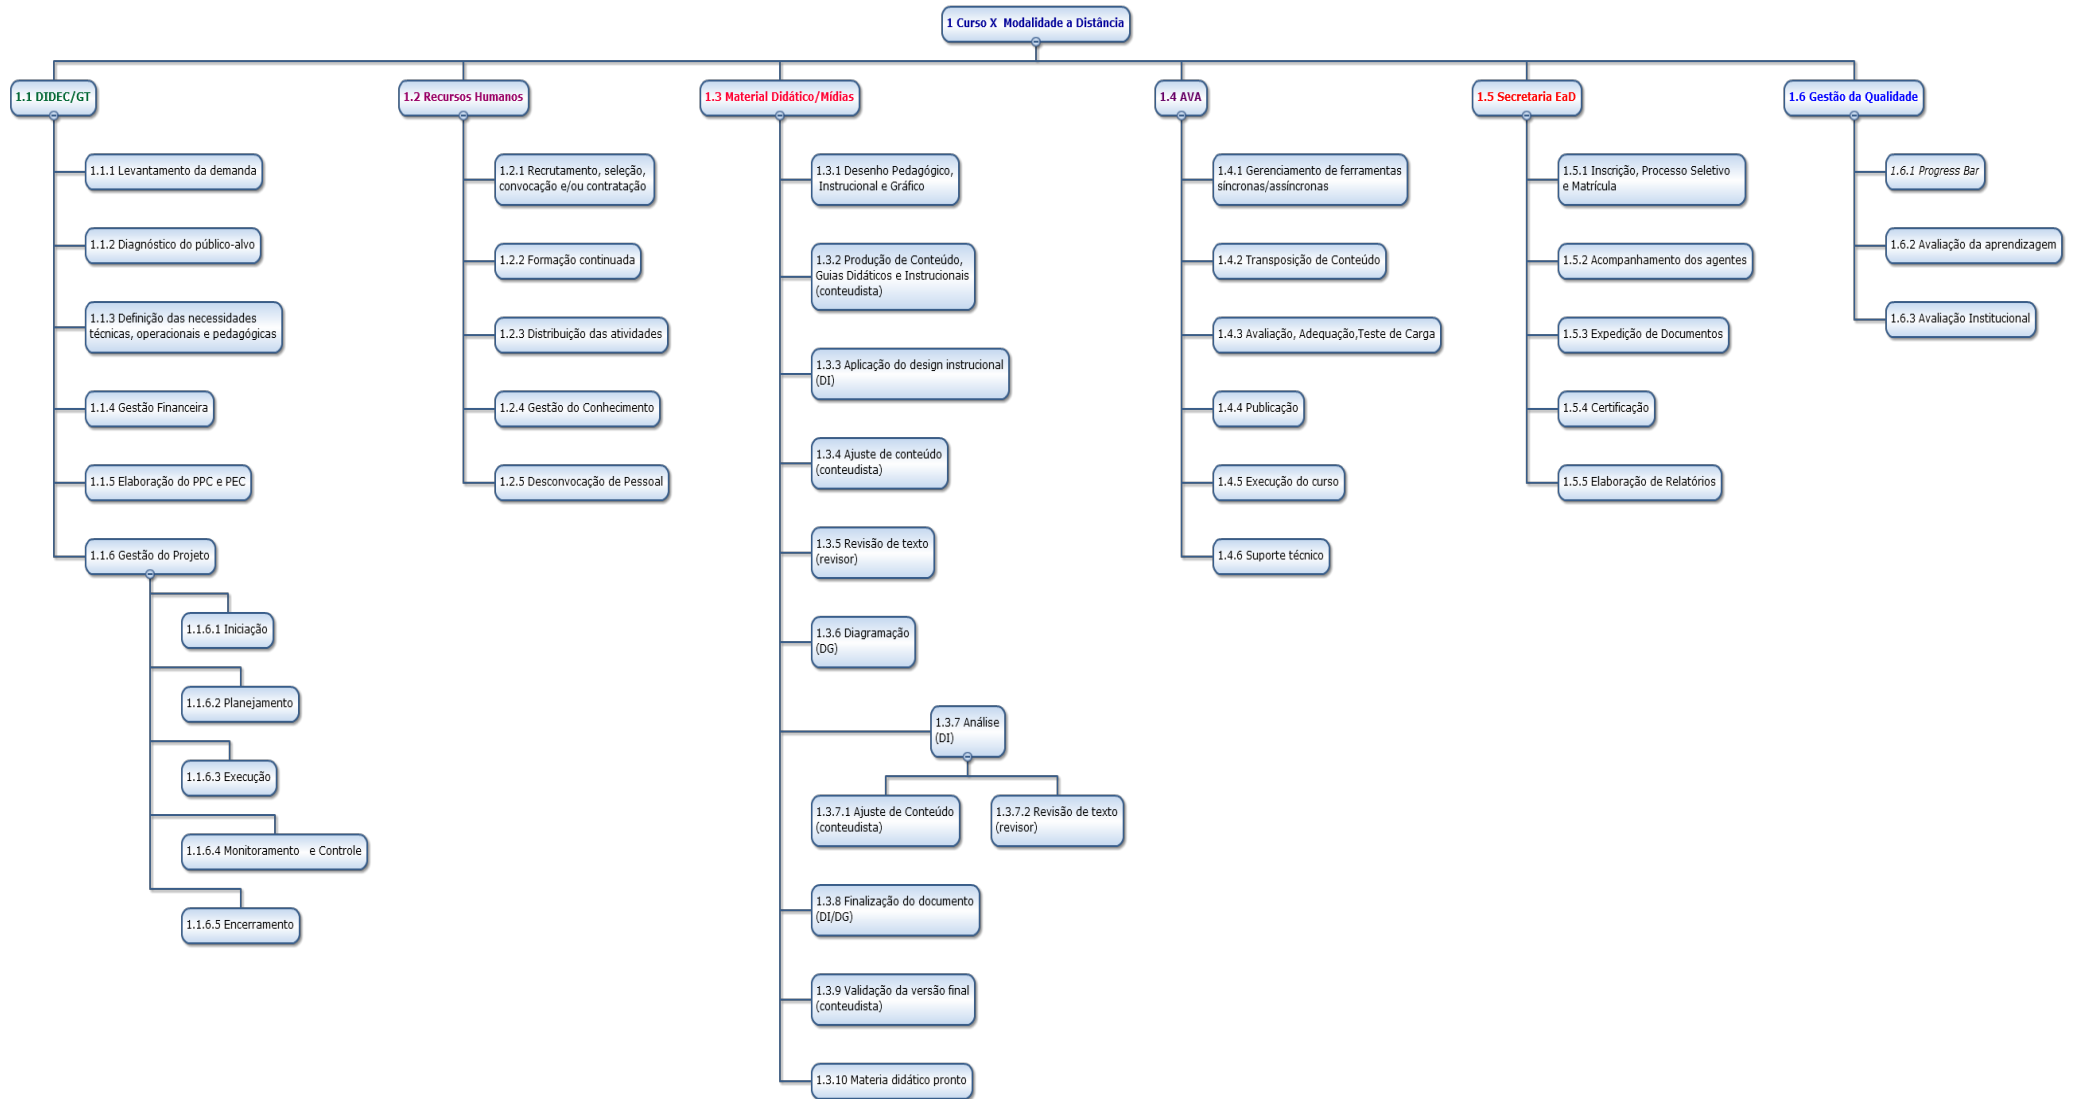 1 Curso X  Modalidade a Distância
1.1 DIDEC/GT
1.1.1 Levantamento da demanda
1.1.2 Diagnóstico do público-alvo
1.1.3 Definição das necessidades
técnicas, operacionais e pedagógicas
1.1.4 Gestão Financeira
1.1.5 Elaboração do PPC e PEC
1.1.6 Gestão do Projeto
1.1.6.1 Iniciação
1.1.6.2 Planejamento
1.1.6.3 Execução
1.1.6.4 Monitoramento   e Controle
1.1.6.5 Encerramento
1.2 Recursos Humanos
1.2.1 Recrutamento, seleção,
convocação e/ou contratação
1.2.2 Formação continuada
1.2.3 Distribuição das atividades
1.2.4 Gestão do Conhecimento
1.2.5 Desconvocação de Pessoal
1.3 Material Didático/Mídias
1.3.1 Desenho Pedagógico,
Instrucional e Gráfico
1.3.2 Produção de Conteúdo,
Guias Didáticos e Instrucionais
(conteudista)
1.3.3 Aplicação do design instrucional
(DI)
1.3.4 Ajuste de conteúdo
(conteudista)
1.3.5 Revisão de texto
(revisor)
1.3.6 Diagramação
(DG)
1.3.7 Análise
(DI)
1.3.7.1 Ajuste de Conteúdo
(conteudista)
1.3.7.2 Revisão de texto
(revisor)
1.3.8 Finalização do documento
(DI/DG)
1.3.9 Validação da versão final
(conteudista)
1.3.10 Materia didático pronto
1.4 AVA
1.4.1 Gerenciamento de ferramentas
síncronas/assíncronas
1.4.2 Transposição de Conteúdo
1.4.3 Avaliação, Adequação,Teste de Carga
1.4.4 Publicação
1.4.5 Execução do curso
1.4.6 Suporte técnico
1.5 Secretaria EaD
1.5.1 Inscrição, Processo Seletivo
e Matrícula
1.5.2 Acompanhamento dos agentes
1.5.3 Expedição de Documentos
1.5.4 Certificação
1.5.5 Elaboração de Relatórios
1.6 Gestão da Qualidade
1.6.1 Progress Bar
1.6.2 Avaliação da aprendizagem
1.6.3 Avaliação Institucional